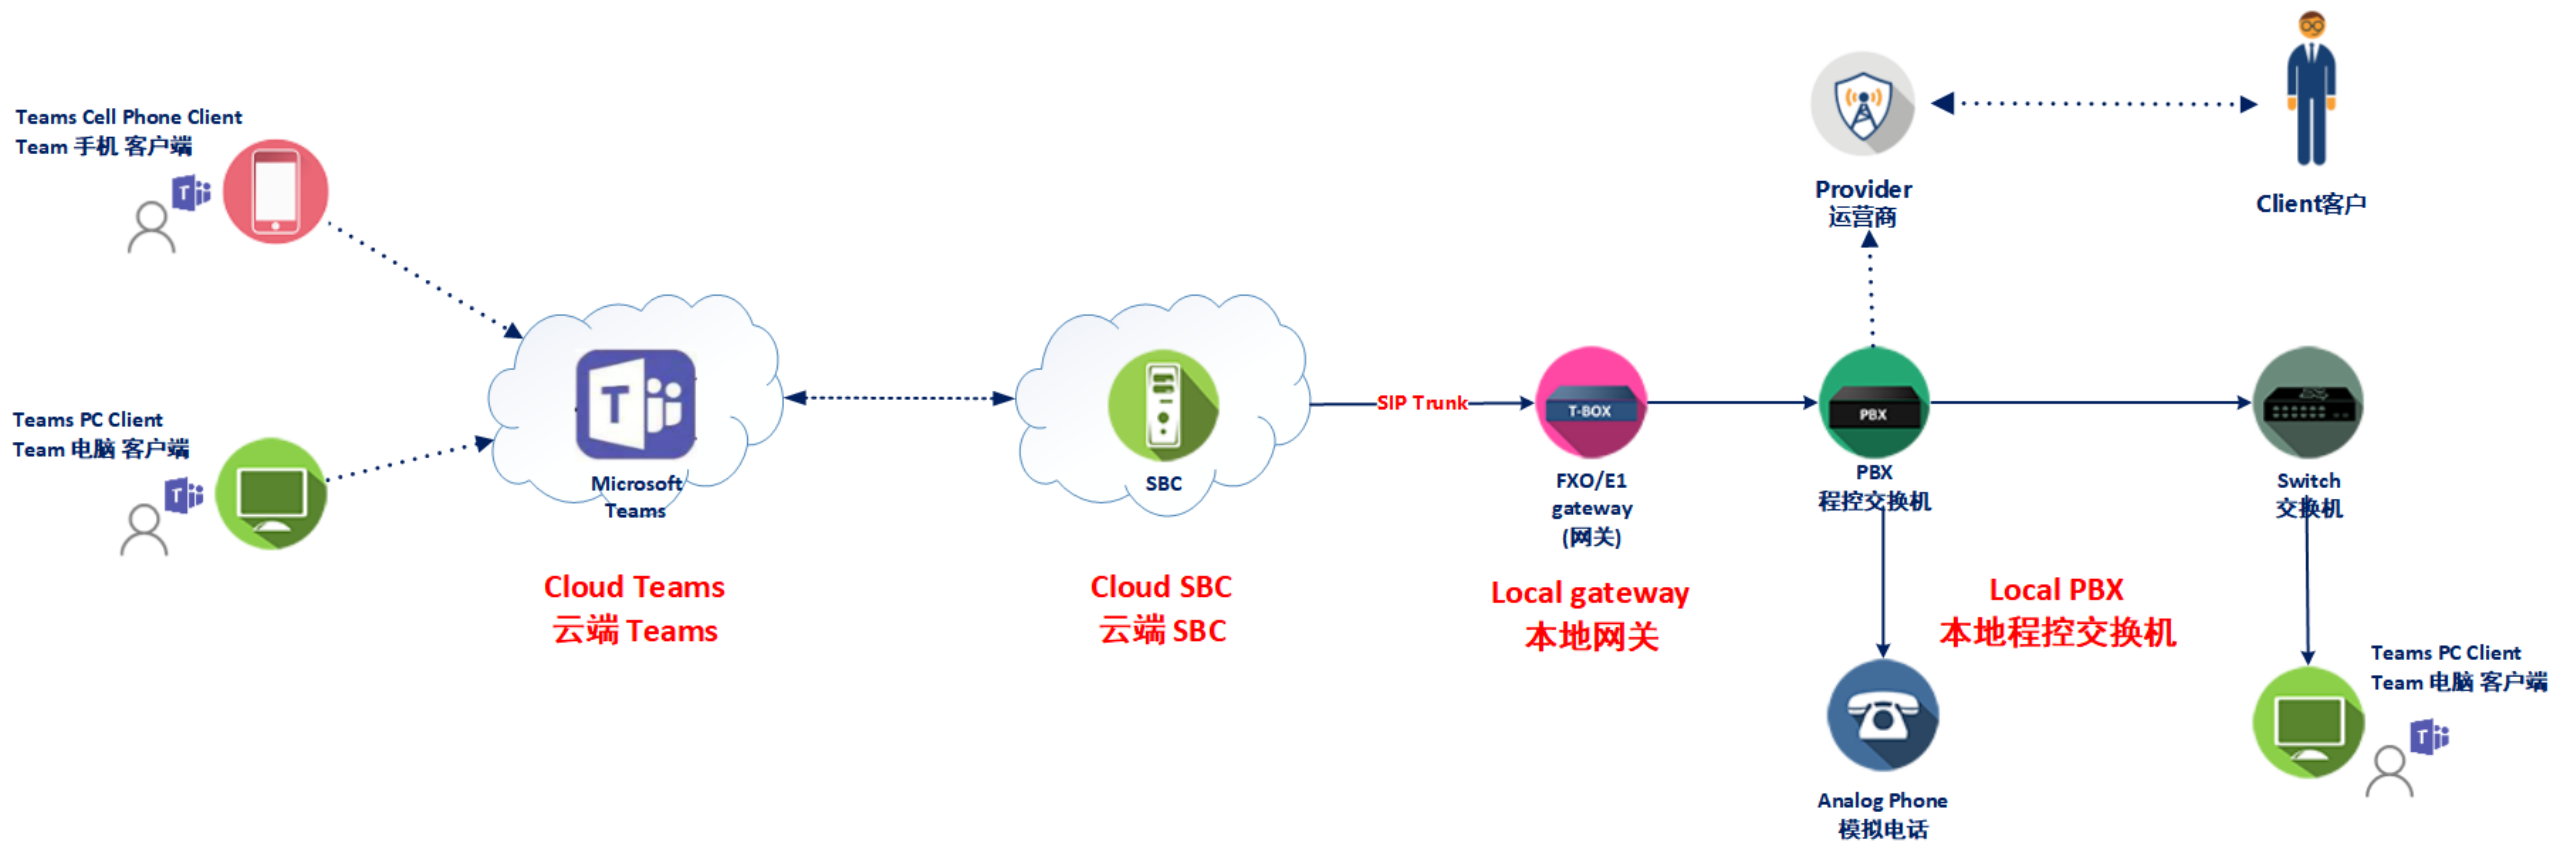 Teams Cell Phone Client
Team 手机 客户端
T
Teams PC Client
Team 电脑 客户端
T
T
Microsoft
Teams
Cloud Teams
云端 Teams
SBC
Cloud SBC
云端 SBC
SIP Trunk
T-BOX
FXO/E1
gateway
(网关)
Local gateway
本地网关
Provider
运营商
Client客户
PBX
PBX
程控交换机
Local PBX
本地程控交换机
Switch
交换机
Analog Phone
模拟电话
Teams PC Client
Team 电脑 客户端
T